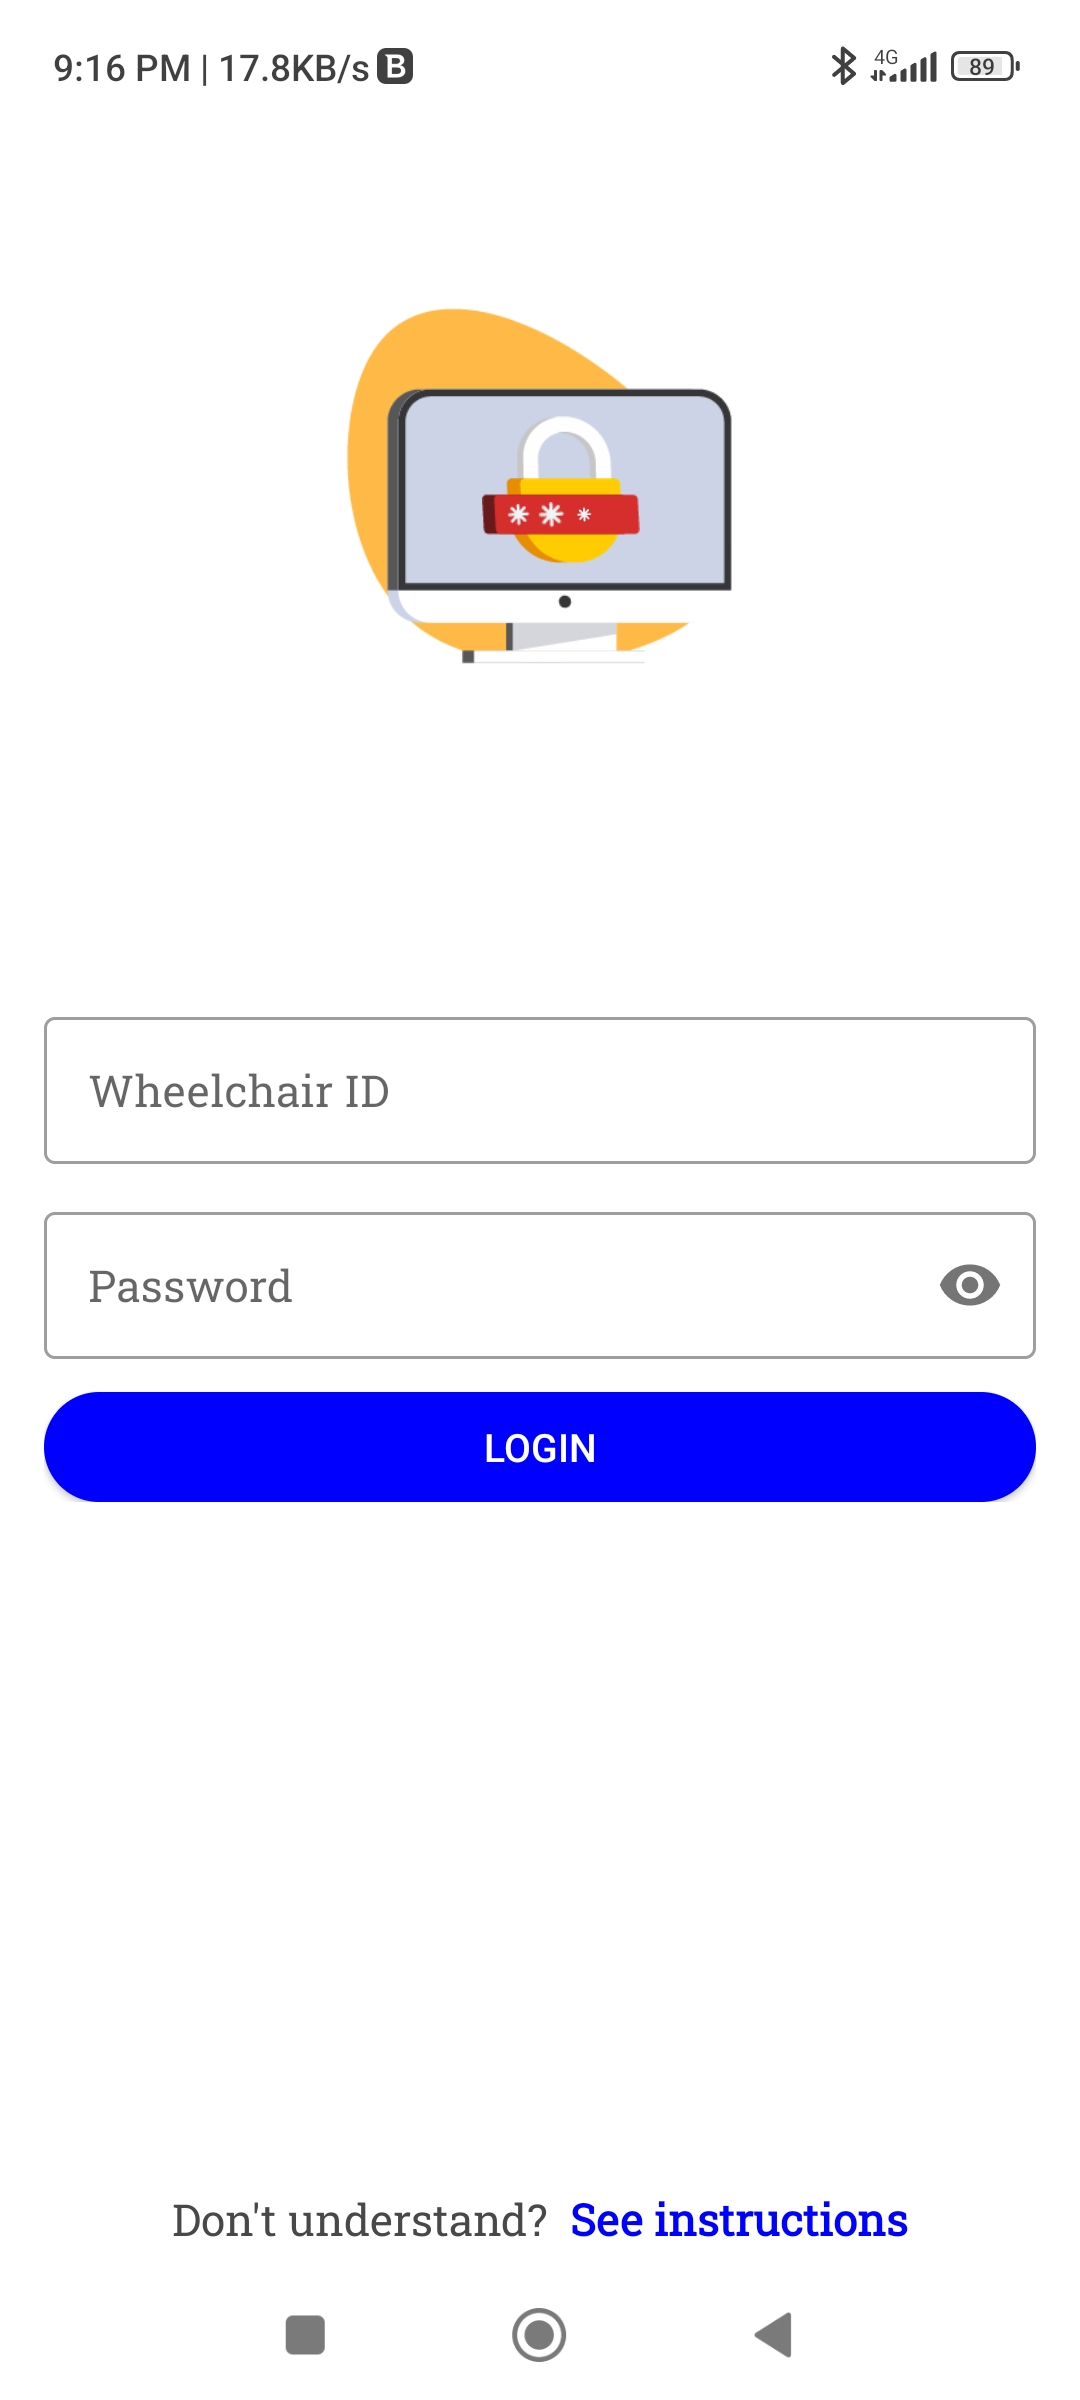 9:16 PM | 17.8KB/s B 4G 89
* * *
Wheelchair ID
Password
LOGIN
Don't understand? See instructions